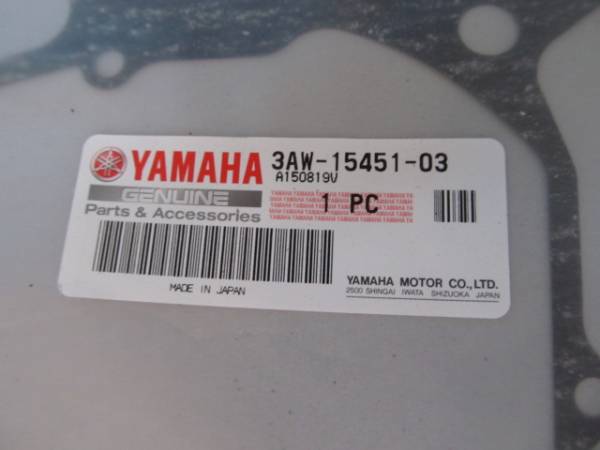 YAMAHA
GENUINE
Parts & Accessories
3AW-15451-03
A150819V
1 PC
MADE IN JAPAN
YAMAHA MOTOR CO.,LTD.
2500 SHINGAI IWATA SHIZUOKA JAPAN